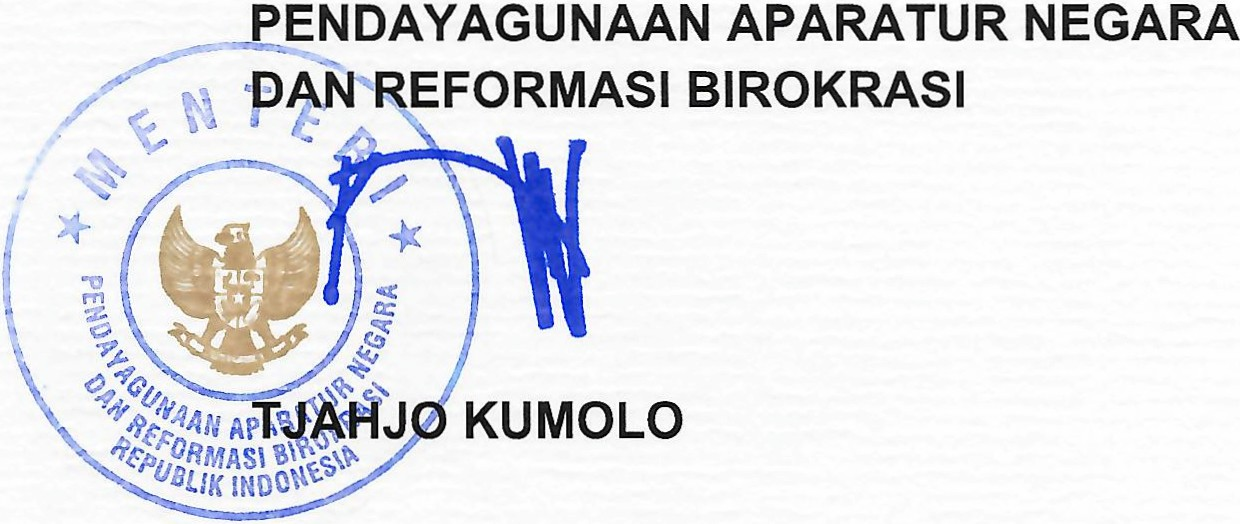 PENDAYAGUNAAN APARATUR NEGARA
DAN REFORMASI BIROKRASI
MENTERI
PENDAYAGUNAAN APARATUR NEGARA
DAN REFORMASI BIROKRASI
REPUBLIK INDONESIA
TJAHJO KUMOLO